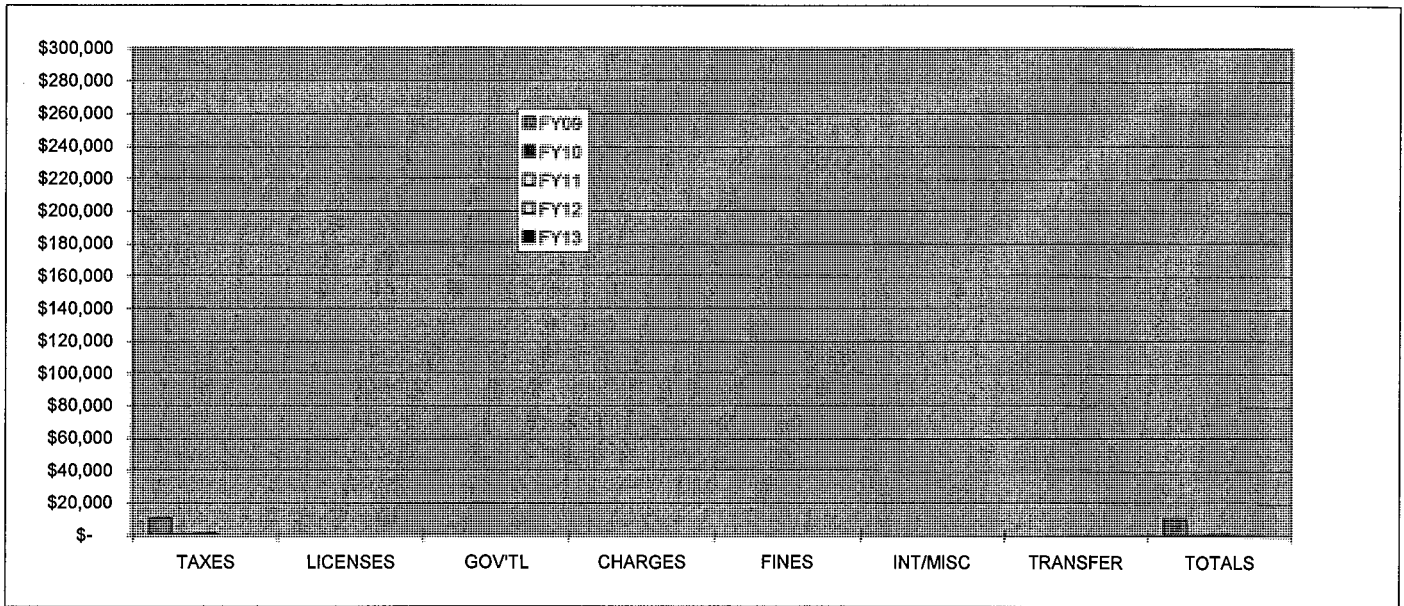 $300,000
$280,000
$260,000
$240,000
$220,000
$200,000
$180,000
$160,000
$140,000
$120,000
$100,000
$80,000
$60,000
$40,000
$20,000
$-
FY09
FY10
FY11
FY12
FY13
TAXES LICENSES GOV'TL CHARGES FINES INT/MISC TRANSFER TOTALS